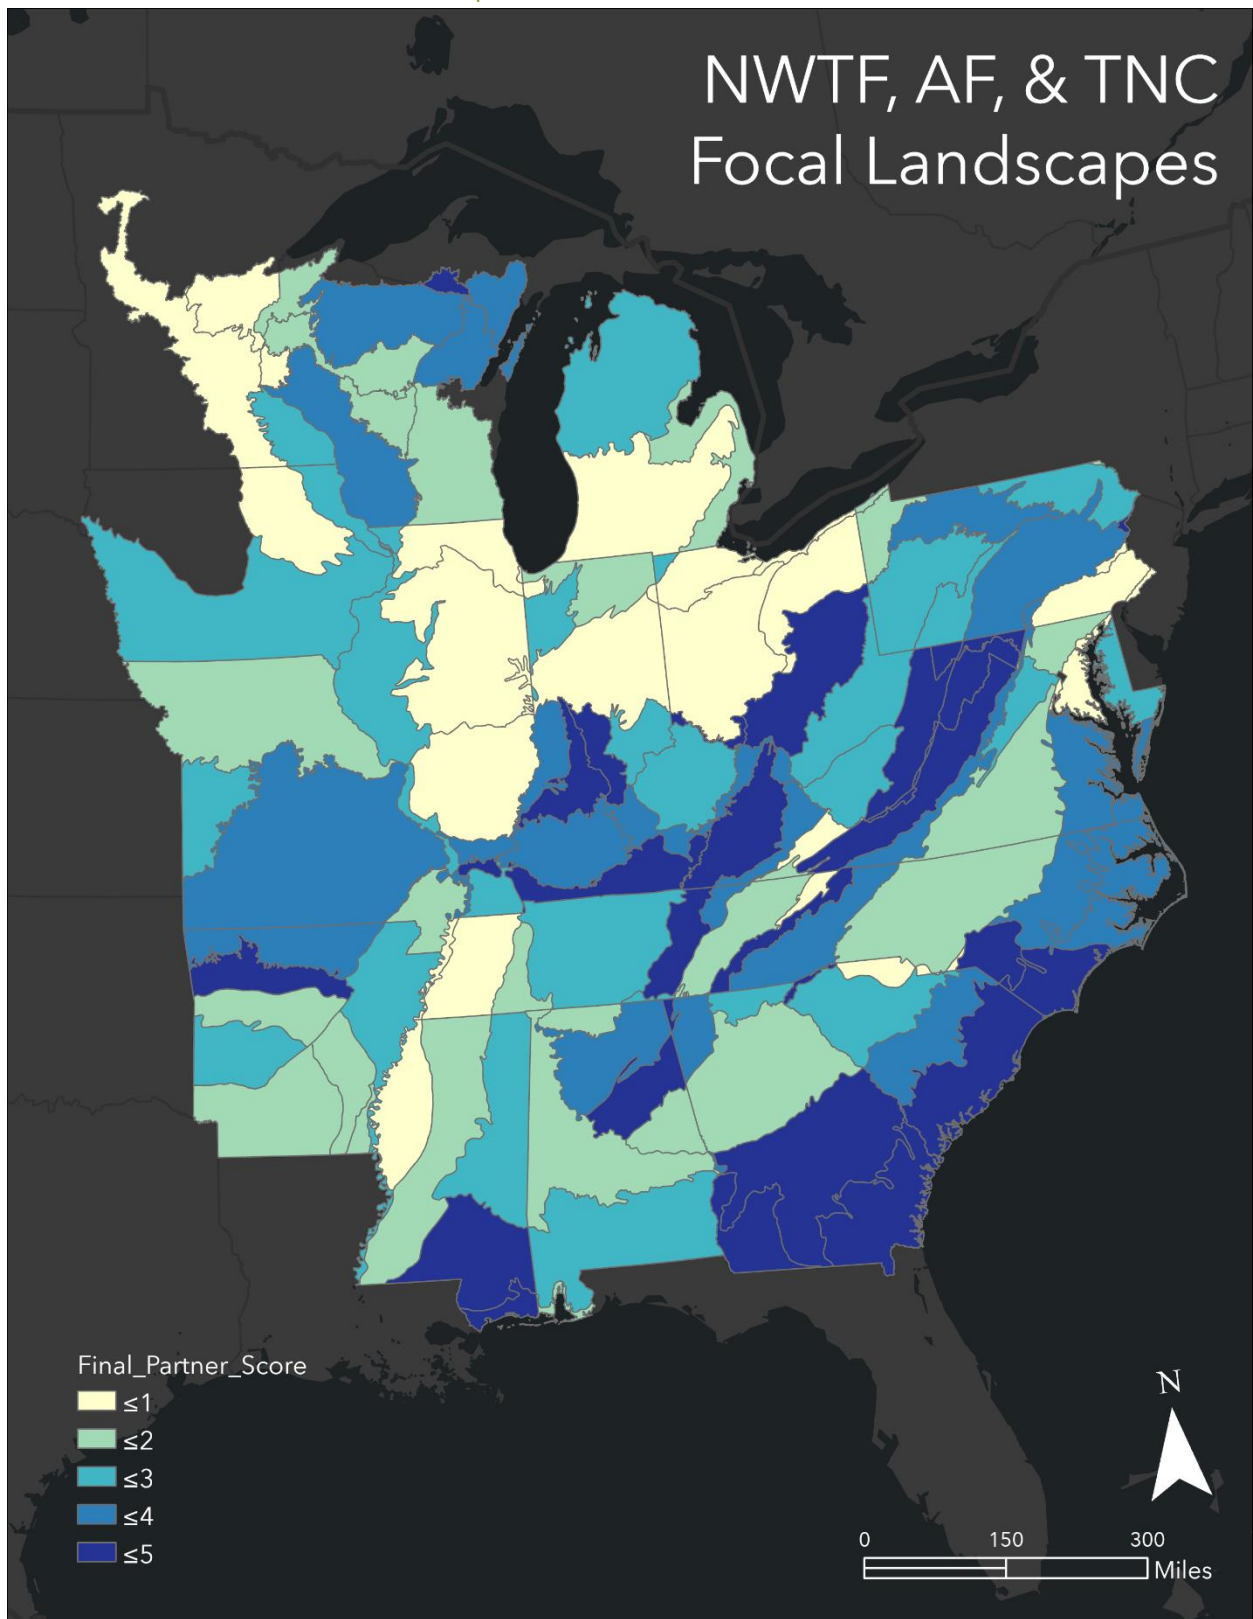 NWTF, AF, & TNC
Focal Landscapes
Final_Partner_Score
≤1
≤2
≤3
≤4
≤5
N
0 150 300
Miles